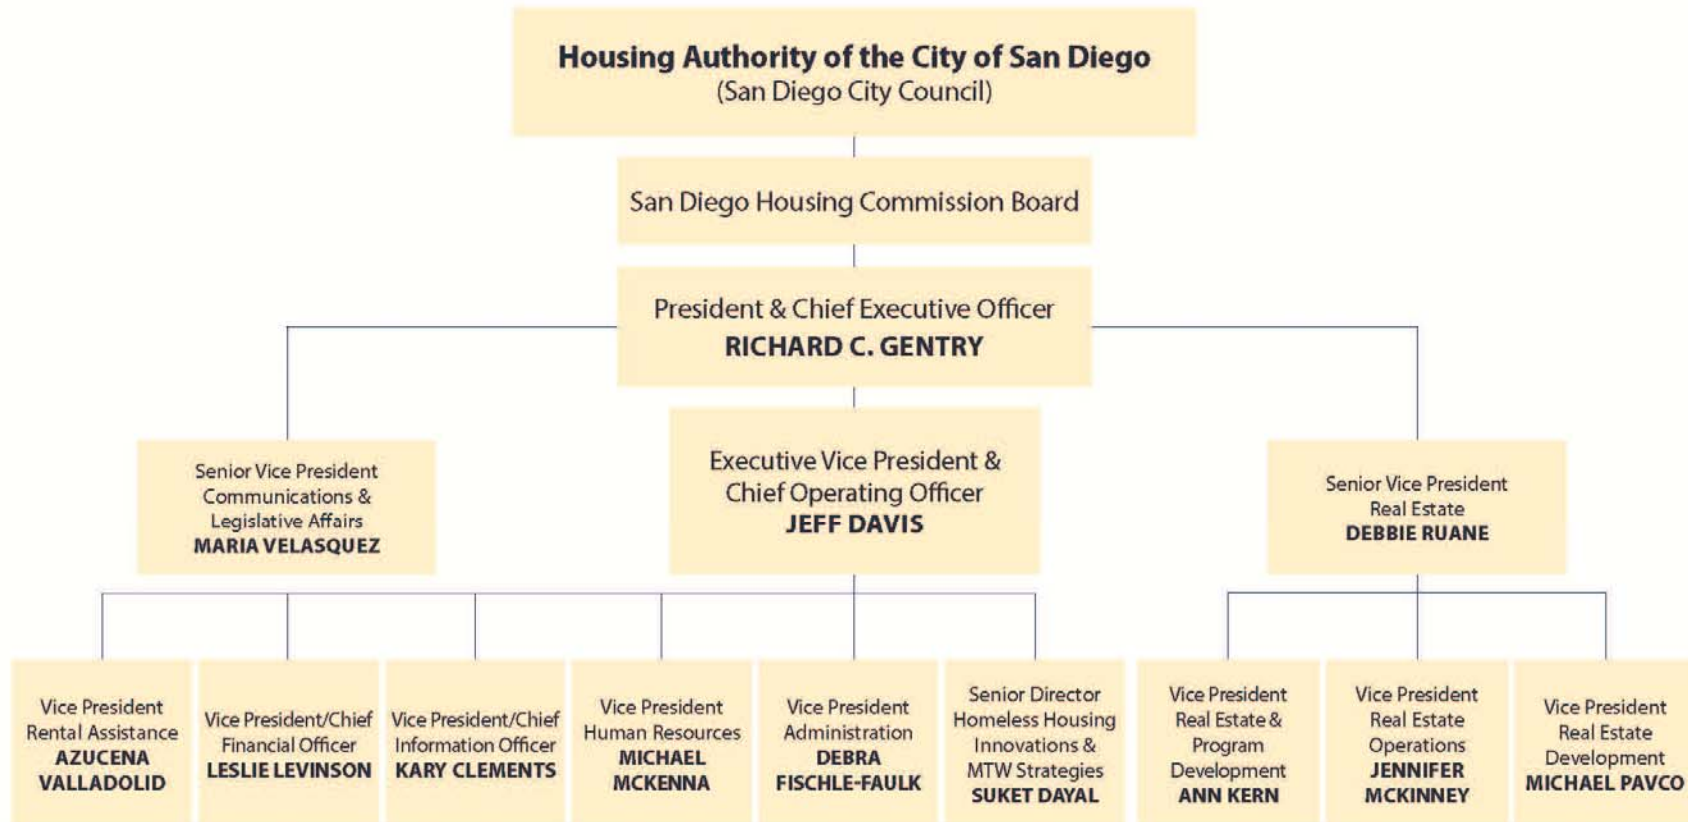 Housing Authority of the City of San Diego
(San Diego City Council)
San Diego Housing Commission Board
President & Chief Executive Officer
RICHARD C. GENTRY
Senior Vice President
Communications &
Legislative Affairs
MARIA VELASQUEZ
Executive Vice President &
Chief Operating Officer
JEFF DAVIS
Senior Vice President
Real Estate
DEBBIE RUANE
Vice President
Rental Assistance
AZUCENA
VALLADOLID
Vice President/Chief
Financial Officer
LESLIE LEVINSON
Vice President/Chief
Information Officer
KARY CLEMENTS
Vice President
Human Resources
MICHAEL
MCKENNA
Vice President
Administration
DEBRA
FISCHLE-FAULK
Senior Director
Homeless Housing
Innovations &
MTW Strategies
SUKET DAYAL
Vice President
Real Estate &
Program
Development
ANN KERN
Vice President
Real Estate
Operations
JENNIFER
MCKINNEY
Vice President
Real Estate
Development
MICHAEL PAVCO